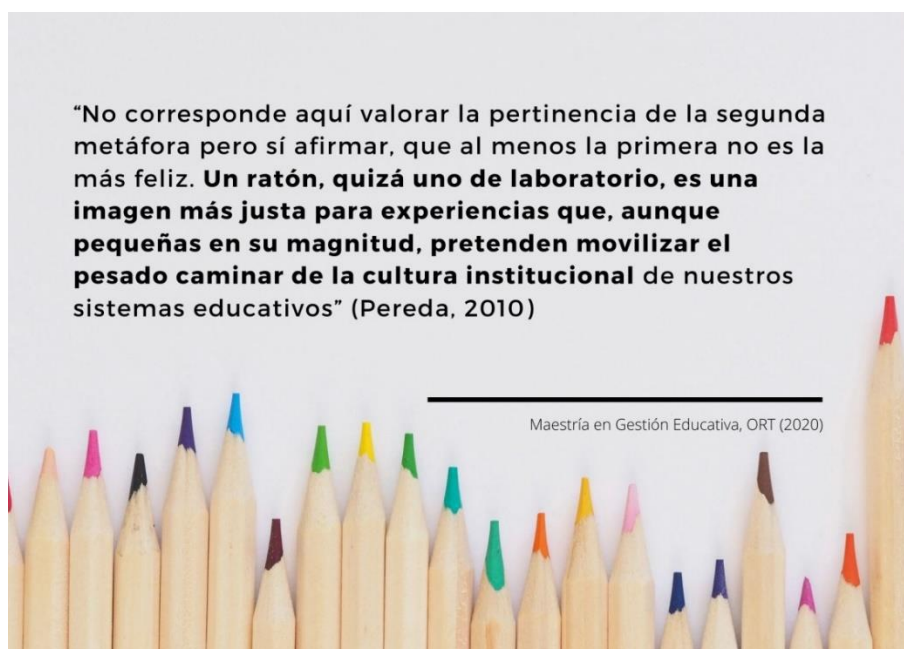 “No corresponde aquí valorar la pertinencia de la segunda
metáfora pero sí afirmar, que al menos la primera no es la
más feliz. Un ratón, quizá uno de laboratorio, es una
imagen más justa para experiencias que, aunque
pequeñas en su magnitud, pretenden movilizar el
pesado caminar de la cultura institucional de nuestros
sistemas educativos” (Pereda, 2010)
Maestría en Gestión Educativa, ORT (2020)